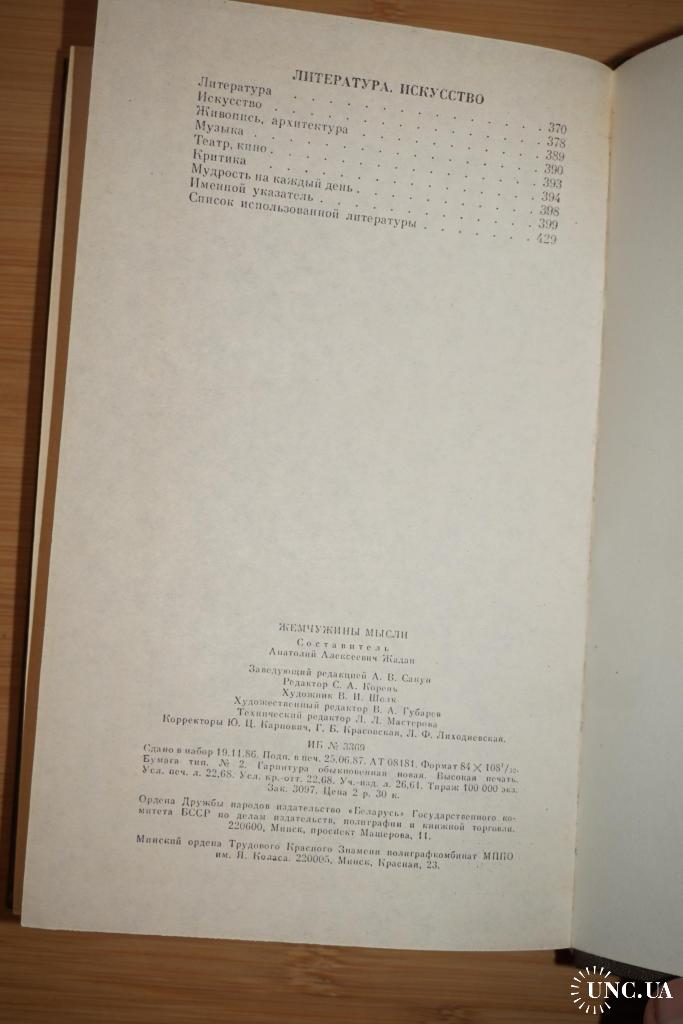 ЛИТЕРАТУРА. ИСКУССТВО
Литература . . . . . . . . . . . . . 370
Искусство . . . . . . . . . . . . . 378
Живопись, архитектура . . . . . . . . . . 389
Музыка . . . . . . . . . . . . . 390
Театр, кино . . . . . . . . . . . . . 393
Критика . . . . . . . . . . . . . 394
Мудрость на каждый день . . . . . . . . . 398
Именной указатель . . . . . . . . . . 399
Список использованной литературы . . . . . . 429
ЖЕМЧУЖИНЫ МЫСЛИ
Составитель
Анатолий Алексеевич Жадан
Заведующий редакцией А. В. Сапун
Редактор С. А. Корень
Художник В. И. Шолк
Художественный редактор В. А. Губарев
Технический редактор Л. Л. Мастерова
Корректоры Ю. Ц. Карпович, Г. Б. Красовская, Л. Ф. Лиходиевская.
ИБ № 3369
Сдано в набор 19.11.86. Подп. в печ. 25.06.87. АТ 08181. Формат 84×108¹/₃₂.
Бумага тип. № 2. Гарнитура обыкновенная новая. Высокая печать.
Усл. печ. л. 22,68. Усл. кр.-отт. 22,68. Уч.-изд. л. 26,61. Тираж 100 000 экз.
Зак. 3097. Цена 2 р. 30 к.
Ордена Дружбы народов издательство «Беларусь» Государственного ко-
митета БССР по делам издательств, полиграфии и книжной торговли.
220600, Минск, проспект Машерова, 11.
Минский ордена Трудового Красного Знамени полиграфкомбинат МППО
им. Я. Коласа. 220005, Минск, Красная, 23.
UNC.UA